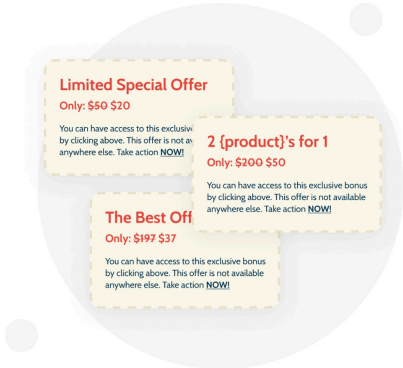 Limited Special Offer
Only: $50 $20
You can have access to this exclusiv
by clicking above. This offer is not av
anywhere else. Take action NOW!
2 {product}'s for 1
Only: $200 $50
You can have access to this exclusive bonus
by clicking above. This offer is not available
anywhere else. Take action NOW!
The Best Off
Only: $197 $37
You can have access to this exclusive bonus
by clicking above. This offer is not available
anywhere else. Take action NOW!